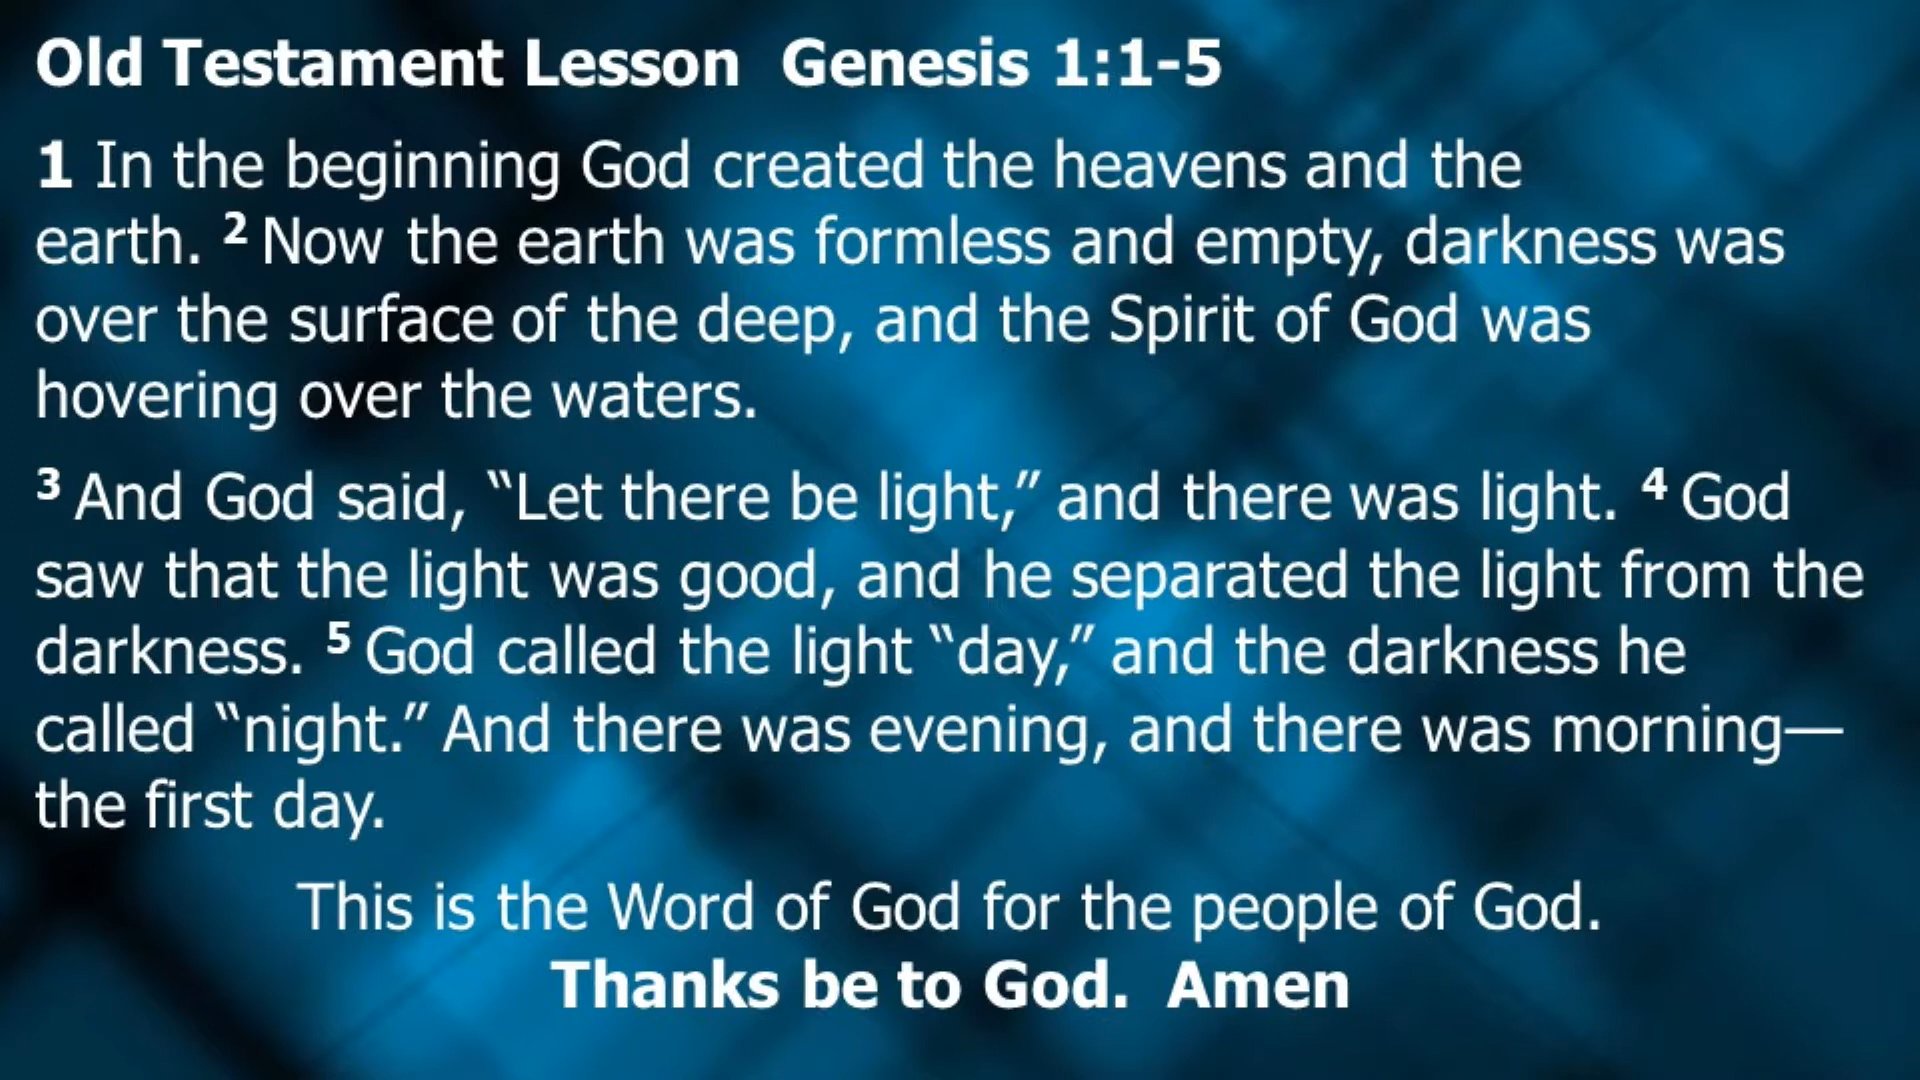 Old Testament Lesson  Genesis 1:1-5
1 In the beginning God created the heavens and the
earth. 2 Now the earth was formless and empty, darkness was
over the surface of the deep, and the Spirit of God was
hovering over the waters.
3 And God said, “Let there be light,” and there was light. 4 God
saw that the light was good, and he separated the light from the
darkness. 5 God called the light “day,” and the darkness he
called “night.” And there was evening, and there was morning—
the first day.
This is the Word of God for the people of God.
Thanks be to God.  Amen